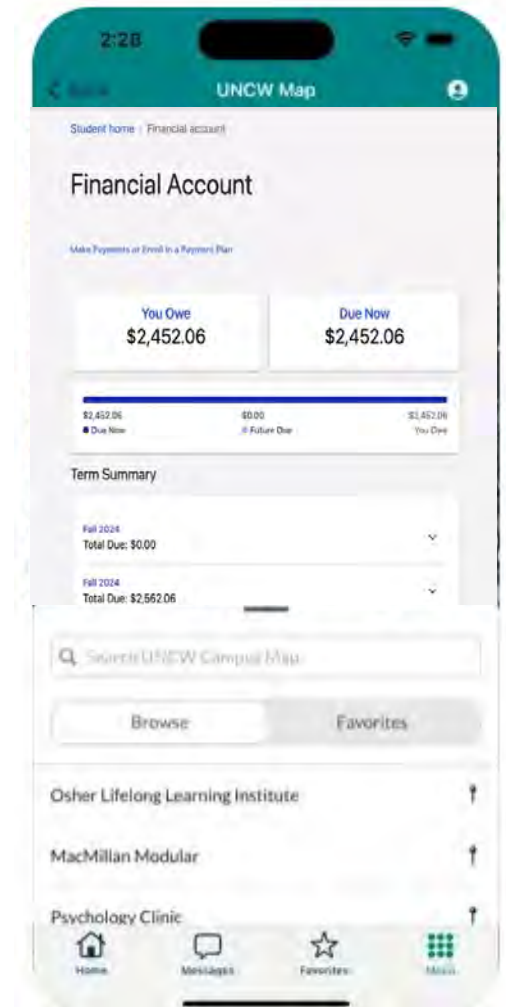 2:28
UNCW Map
Student home | Financial account
Financial Account
Make Payments or Enroll in a Payment Plan
You Owe
$2,452.06
Due Now
$2,452.06
$2,452.06 $0.00 $2,452.06
Due Now Future Due You Owe
Term Summary
Fall 2024
Total Due: $0.00
Fall 2024
Total Due: $2,562.06
Search UNCW Campus Map
Browse Favorites
Osher Lifelong Learning Institute
MacMillan Modular
Psychology Clinic
Home Messages Favorites Menu